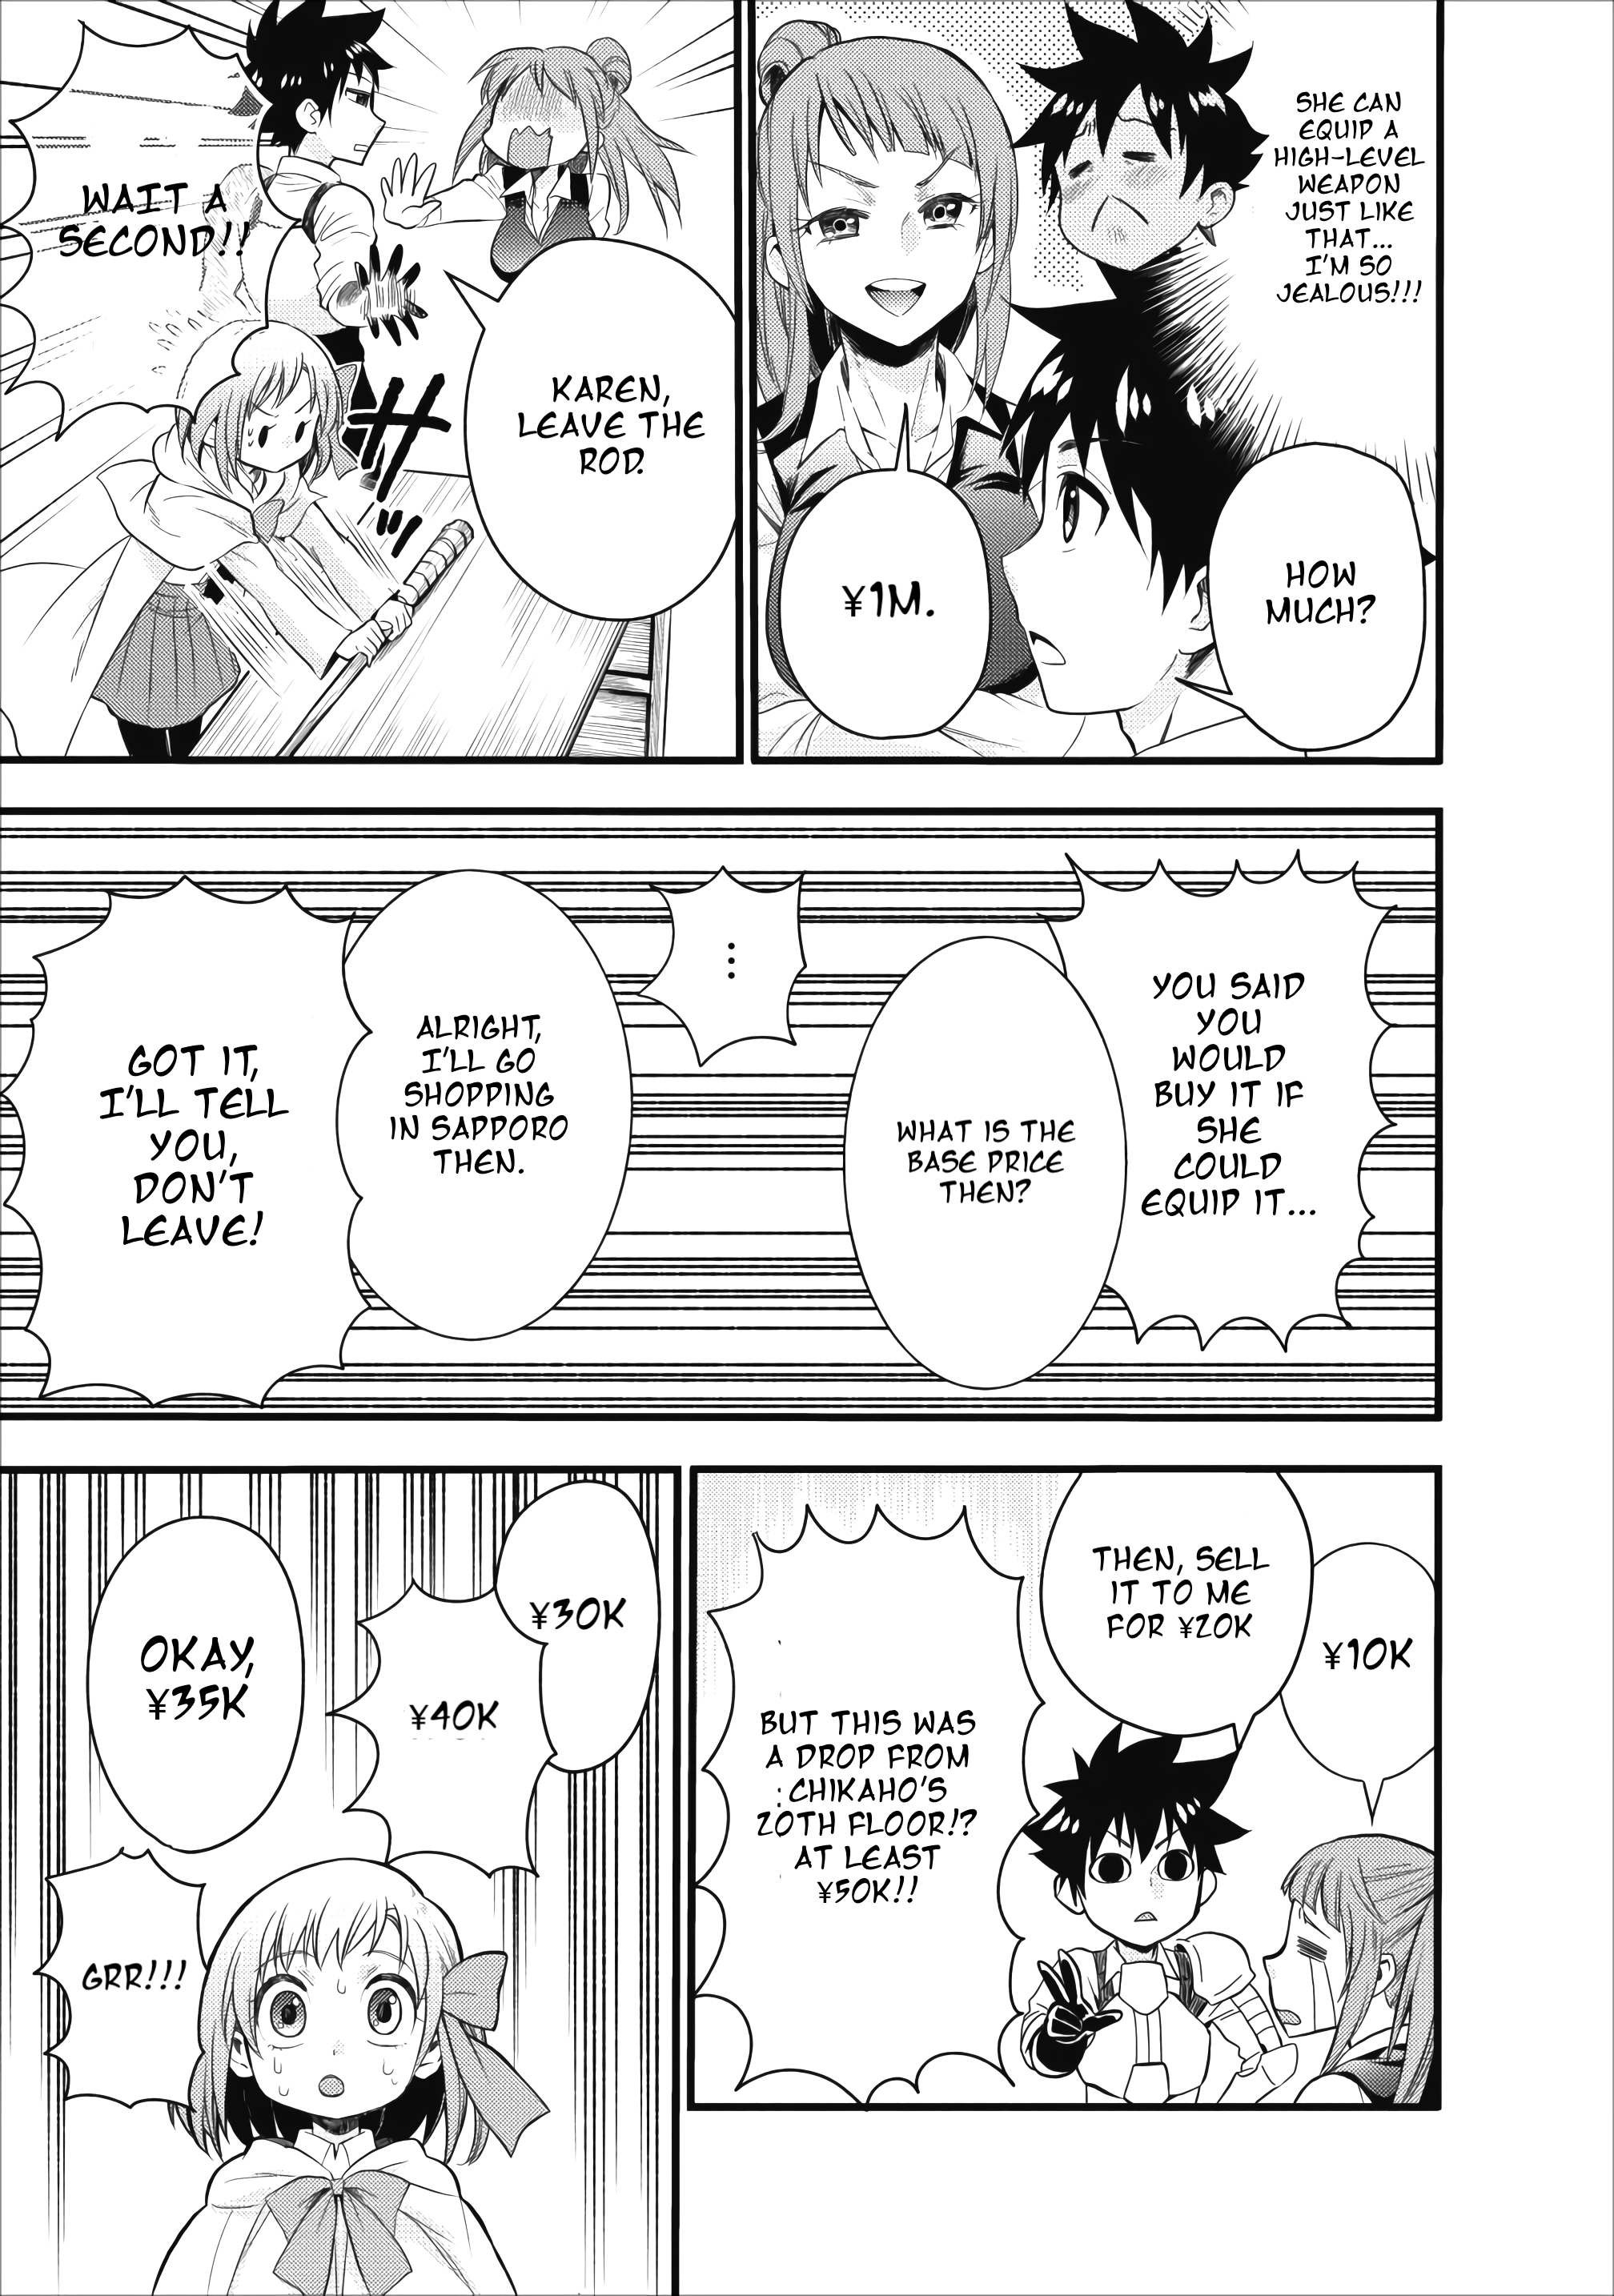 SHE CAN
EQUIP A
HIGH-LEVEL
WEAPON
JUST LIKE
THAT...
I'M SO
JEALOUS!!!
HOW
MUCH?
¥1M.
KAREN,
LEAVE THE
ROD.
WAIT A
SECOND!!
YOU SAID
YOU
WOULD
BUY IT IF
SHE
COULD
EQUIP IT...
WHAT IS THE
BASE PRICE
THEN?
...
ALRIGHT,
I'LL GO
SHOPPING
IN SAPPORO
THEN.
GOT IT,
I'LL TELL
YOU,
DON'T
LEAVE!
¥10K
THEN, SELL
IT TO ME
FOR ¥20K
BUT THIS WAS
A DROP FROM
CHIKAHO'S
20TH FLOOR!?
AT LEAST
¥50K!!
¥30K
¥40K
OKAY,
¥35K
GRR!!!